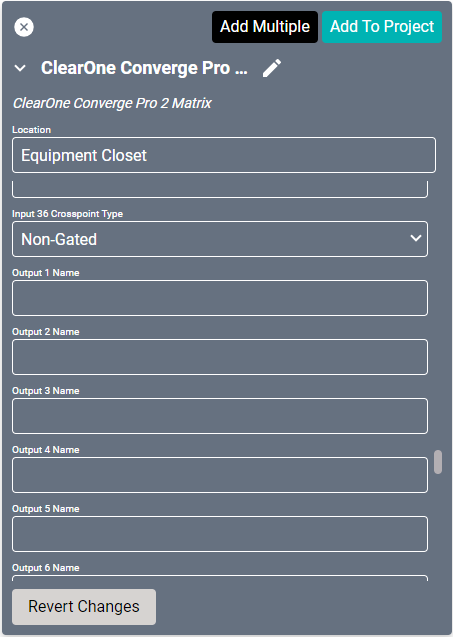 Add Multiple
Add To Project
ClearOne Converge Pro ...
ClearOne Converge Pro 2 Matrix
Location
Equipment Closet
Input 36 Crosspoint Type
Non-Gated
Output 1 Name
Output 2 Name
Output 3 Name
Output 4 Name
Output 5 Name
Output 6 Name
Revert Changes